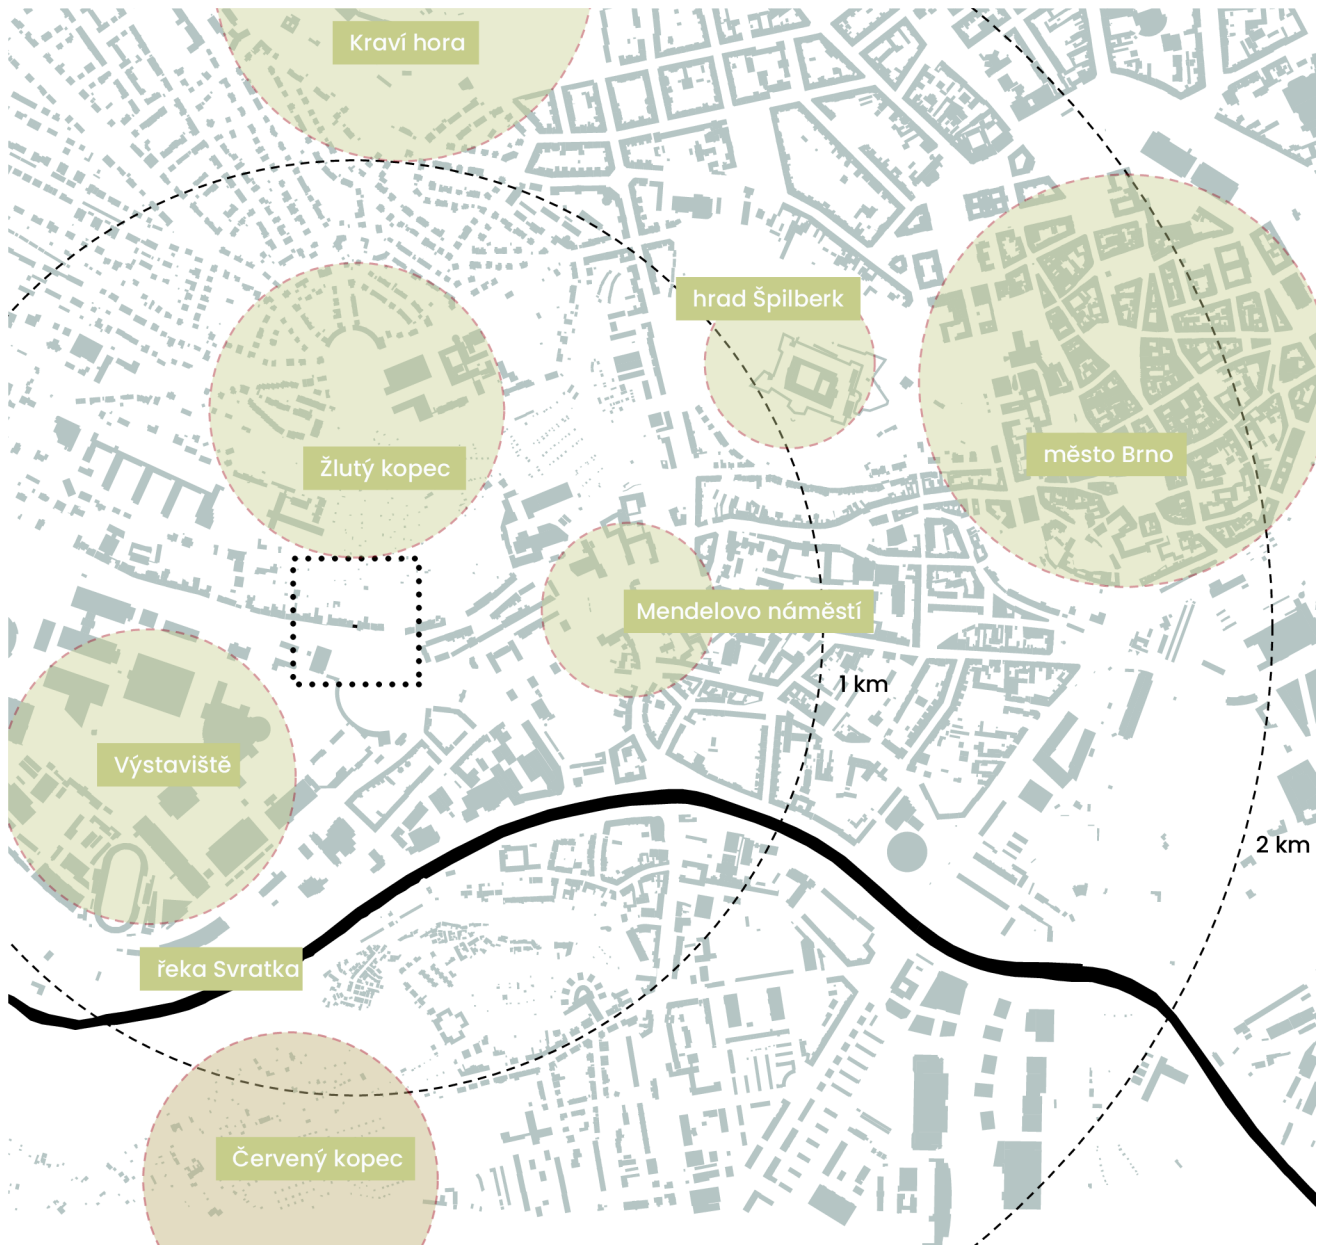 Kraví hora
hrad Špilberk
město Brno
Žlutý kopec
Mendelovo náměstí
1 km
Výstaviště
2 km
řeka Svratka
Červený kopec